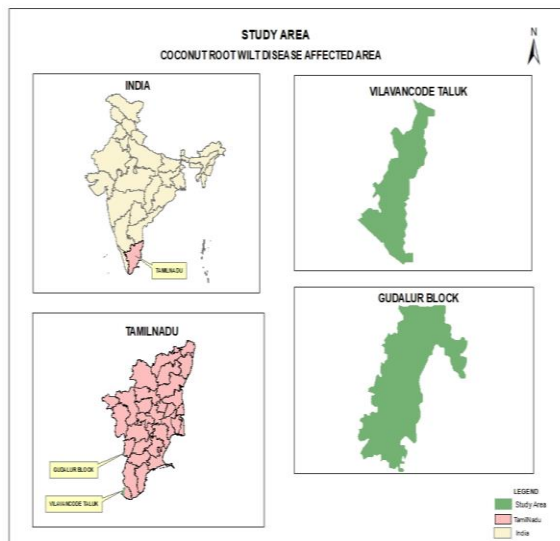 STUDY AREA
COCONUT ROOT WILT DISEASE AFFECTED AREA
N
INDIA
TAMILNADU
VILAVANCODE TALUK
TAMILNADU
GUDALUR BLOCK
VILAVANCODE TALUK
GUDALUR BLOCK
LEGEND
Study Area
TamilNadu
India